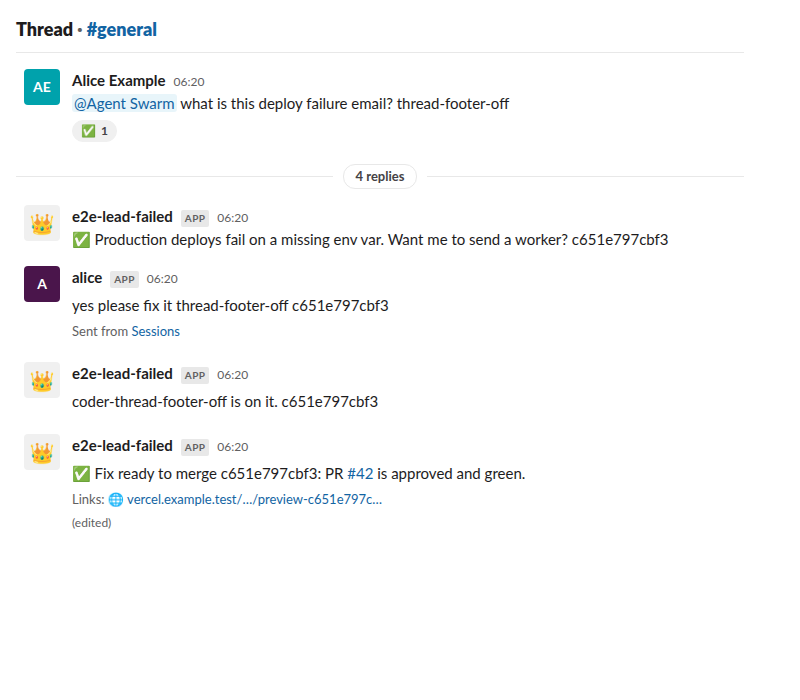 Thread • #general
AE
Alice Example 06:20
@Agent Swarm what is this deploy failure email? thread-footer-off
✅ 1
4 replies
e2e-lead-failed APP 06:20
✅ Production deploys fail on a missing env var. Want me to send a worker? c651e797cbf3
A
alice APP 06:20
yes please fix it thread-footer-off c651e797cbf3
Sent from Sessions
e2e-lead-failed APP 06:20
coder-thread-footer-off is on it. c651e797cbf3
e2e-lead-failed APP 06:20
✅ Fix ready to merge c651e797cbf3: PR #42 is approved and green.
Links: 🌐 vercel.example.test/.../preview-c651e797c...
(edited)